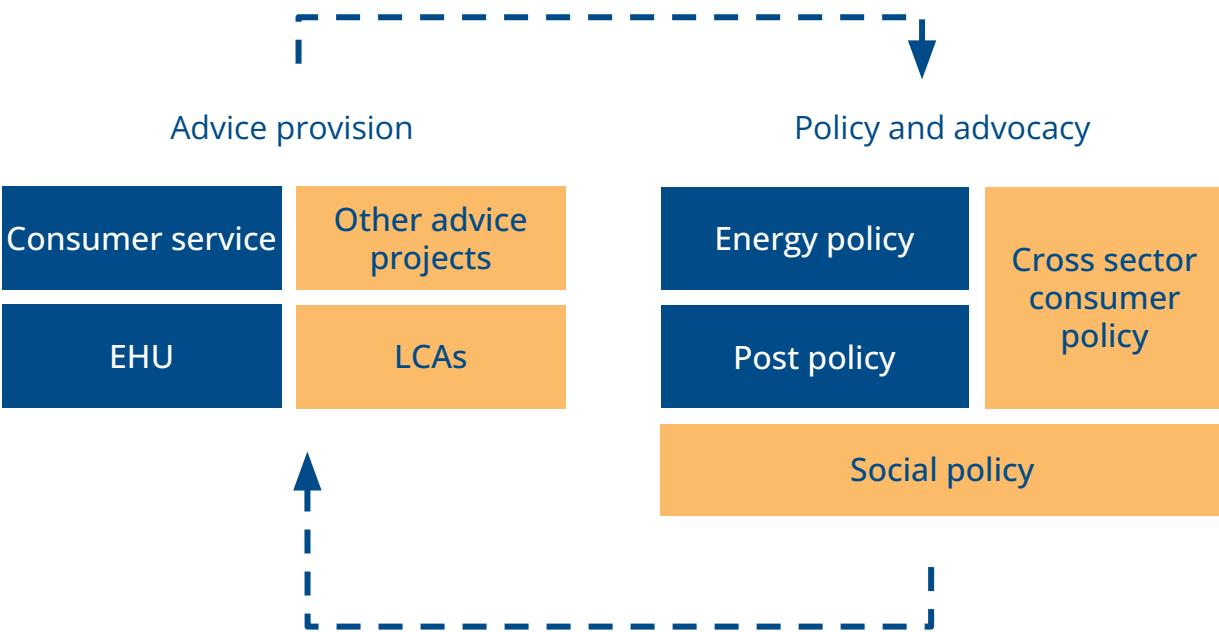 Advice provision
Consumer service
Other advice
projects
EHU
LCAs
Policy and advocacy
Energy policy
Post policy
Cross sector
consumer
policy
Social policy